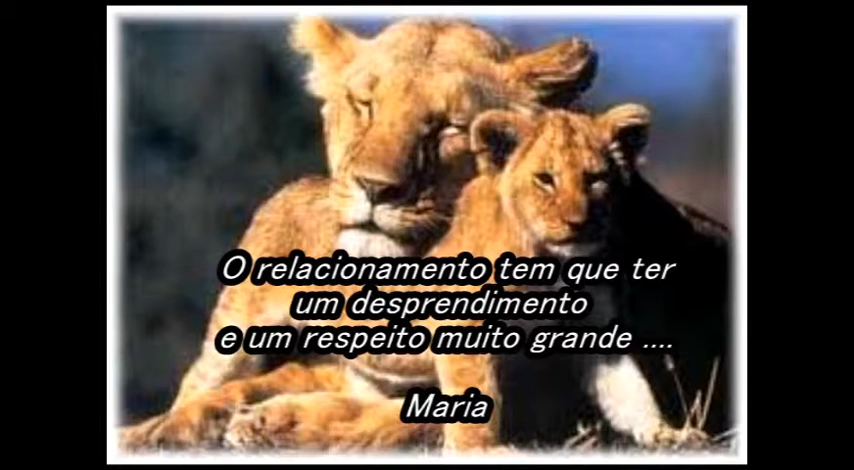 O relacionamento tem que ter
um desprendimento
e um respeito muito grande ....
Maria